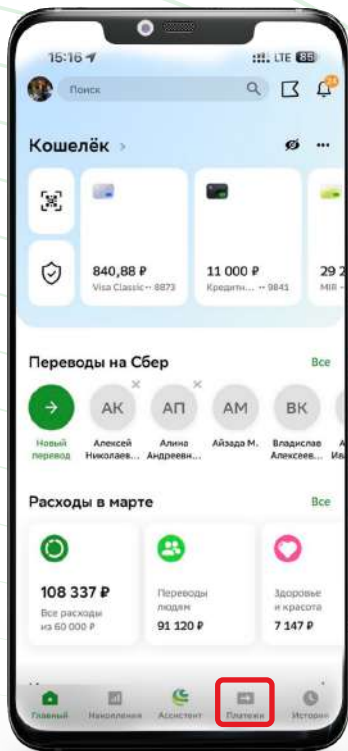 15:16
LTE 85
Поиск
Кошелёк
840,88 ₽
Visa Classic •• 8873
11 000 ₽
Кредитн... •• 9841
29 2
MIR
Переводы на Сбер
Все
АК
АП
АМ
ВК
Новый перевод
Алексей Николаев...
Алина Андреевн...
Айзада М.
Владислав Алексеев...
Расходы в марте
Все
108 337 ₽
Все расходы
из 60 000 ₽
Переводы
людям
91 120 ₽
Здоровье
и красота
7 147 ₽
Главный
Накопления
Ассистент
Платежи
История